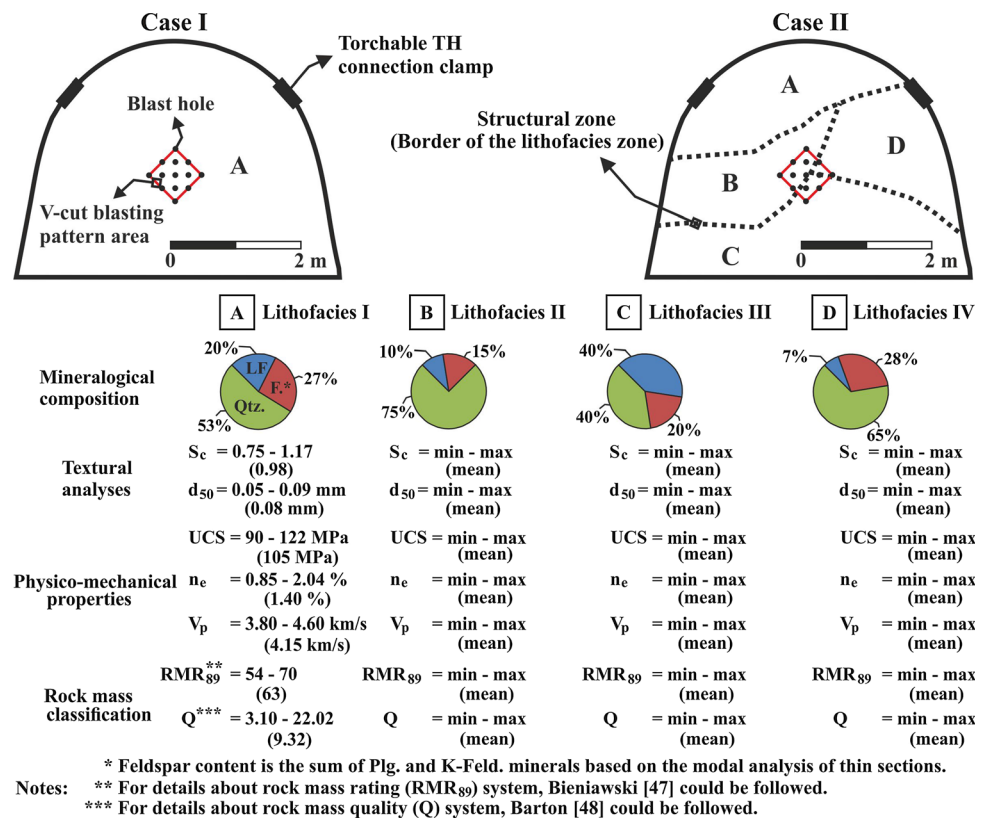 Case I
Case II
Torchable TH
connection clamp
Blast hole
A
V-cut blasting
pattern area
0
2 m
Structural zone
(Border of the lithofacies zone)
A
B
C
D
0
2 m
A Lithofacies I
B Lithofacies II
C Lithofacies III
D Lithofacies IV
Mineralogical
composition
20%
LF
F.*
27%
Qtz.
53%
10%
15%
75%
40%
40%
20%
7%
28%
65%
Textural
analyses
Sc = 0.75 - 1.17
(0.98)
d50 = 0.05 - 0.09 mm
(0.08 mm)
Sc = min - max
(mean)
d50 = min - max
(mean)
Sc = min - max
(mean)
d50 = min - max
(mean)
Sc = min - max
(mean)
d50 = min - max
(mean)
Physico-mechanical
properties
UCS = 90 - 122 MPa
(105 MPa)
ne = 0.85 - 2.04 %
(1.40 %)
Vp = 3.80 - 4.60 km/s
(4.15 km/s)
UCS = min - max
(mean)
ne = min - max
(mean)
Vp = min - max
(mean)
UCS = min - max
(mean)
ne = min - max
(mean)
Vp = min - max
(mean)
UCS = min - max
(mean)
ne = min - max
(mean)
Vp = min - max
(mean)
Rock mass
classification
RMR89** = 54 - 70
(63)
Q*** = 3.10 - 22.02
(9.32)
RMR89 = min - max
(mean)
Q = min - max
(mean)
RMR89 = min - max
(mean)
Q = min - max
(mean)
RMR89 = min - max
(mean)
Q = min - max
(mean)
* Feldspar content is the sum of Plg. and K-Feld. minerals based on the modal analysis of thin sections.
Notes: ** For details about rock mass rating (RMR89) system, Bieniawski [47] could be followed.
*** For details about rock mass quality (Q) system, Barton [48] could be followed.